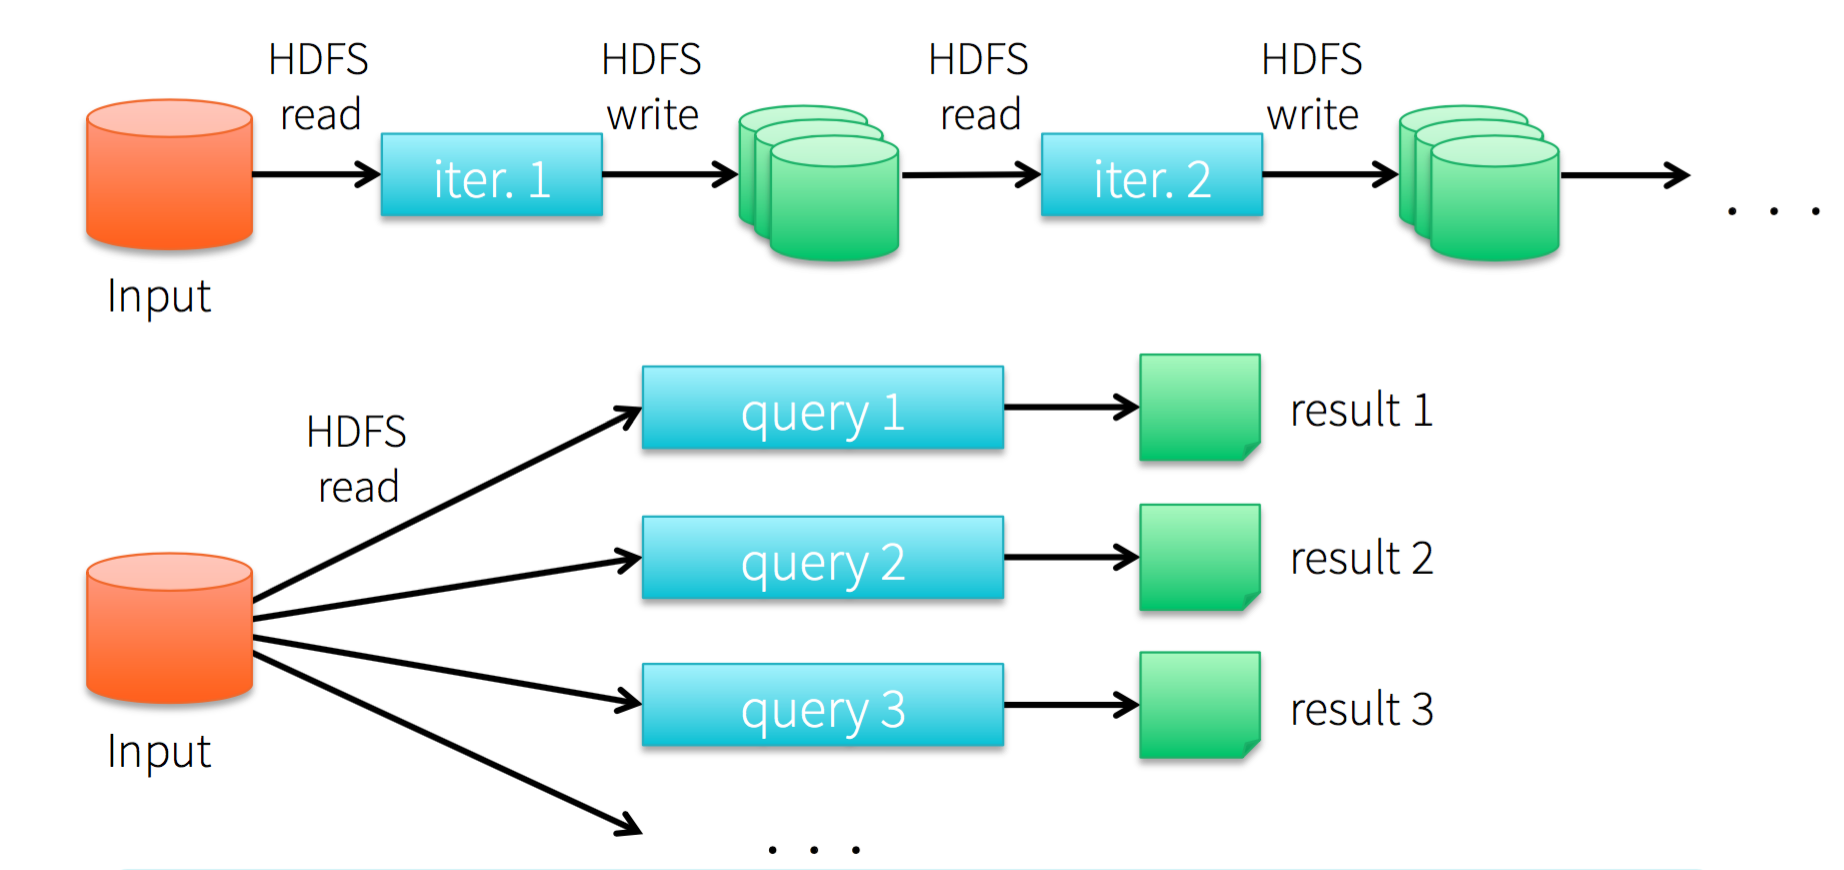 HDFS
read
HDFS
write
HDFS
read
HDFS
write
iter. 1
iter. 2
. . .
Input
HDFS
read
query 1
result 1
query 2
result 2
query 3
result 3
Input
. . .